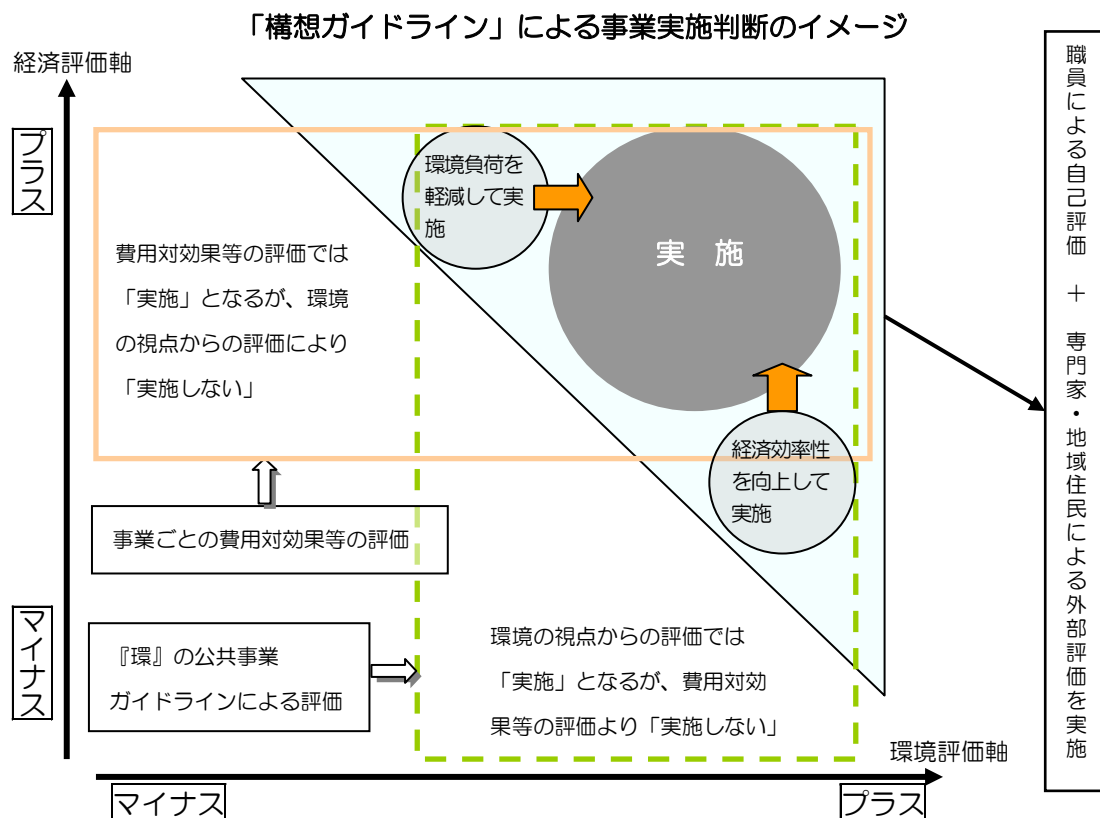 「構想ガイドライン」による事業実施判断のイメージ
経済評価軸
プラス
環境負荷を
軽減して実
施
実　施
費用対効果等の評価では
「実施」となるが、環境
の視点からの評価により
「実施しない」
経済効率性
を向上して
実施
事業ごとの費用対効果等の評価
マイナス
『環』の公共事業
ガイドラインによる評価
環境の視点からの評価では
「実施」となるが、費用対効
果等の評価より「実施しない」
環境評価軸
マイナス
プラス
職員による自己評価　＋　専門家・地域住民による外部評価を実施